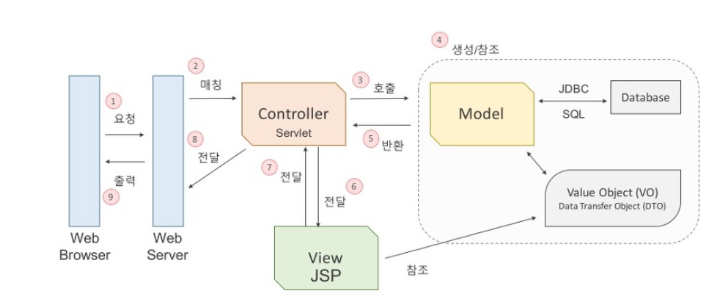 1
요청
출력
9
Web
Browser
2
매칭
8
전달
Web
Server
Controller
Servlet
3
호출
5
반환
7
전달
6
전달
View
JSP
참조
4
생성/참조
Model
JDBC
SQL
Database
Value Object (VO)
Data Transfer Object (DTO)